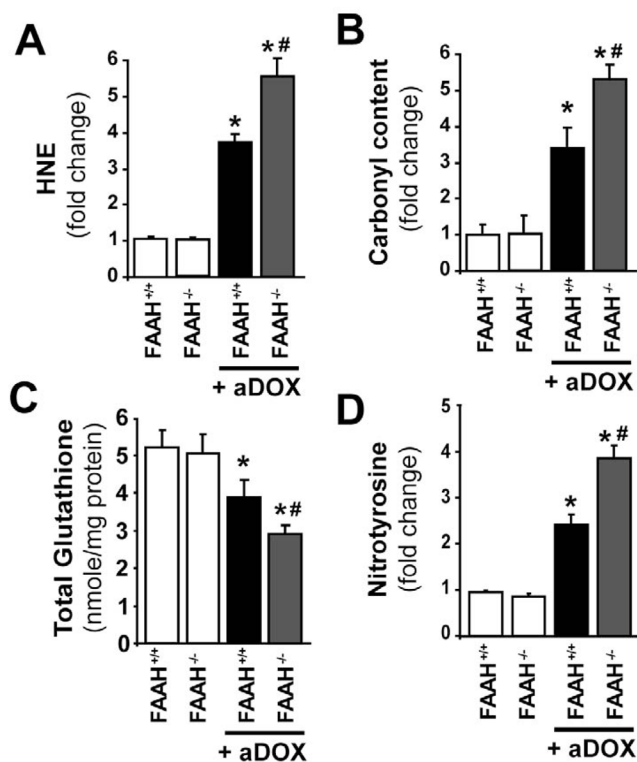 A
HNE
(fold change)
6
5
4
3
2
1
0
*
*#
FAAH+/+
FAAH-/-
FAAH+/+
FAAH-/-
+ aDOX
B
Carbonyl content
(fold change)
6
5
4
3
2
1
0
*
*#
FAAH+/+
FAAH-/-
FAAH+/+
FAAH-/-
+ aDOX
C
Total Glutathione
(nmole/mg protein)
6
5
4
3
2
1
0
*
*#
FAAH+/+
FAAH-/-
FAAH+/+
FAAH-/-
+ aDOX
D
Nitrotyrosine
(fold change)
5
4
3
2
1
0
*
*#
FAAH+/+
FAAH-/-
FAAH+/+
FAAH-/-
+ aDOX